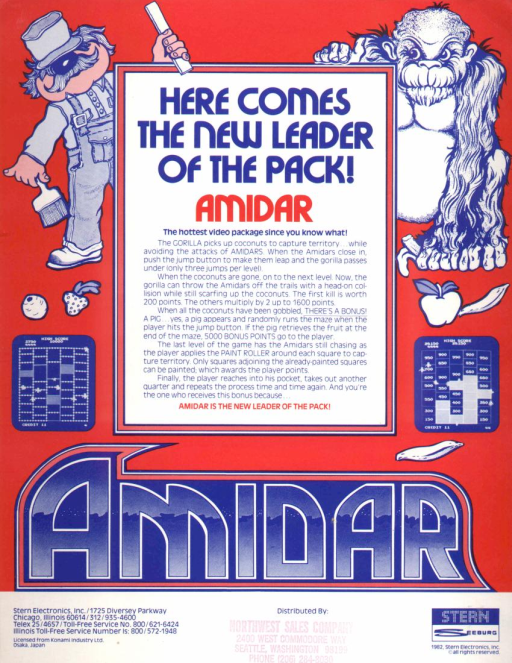 HERE COMES
THE NEW LEADER
OF THE PACK!
AMIDAR
The hottest video package since you know what!
The GORILLA picks up coconuts to capture territory...while
avoiding the attacks of AMIDARS. When the Amidars close in,
push the jump button to make them leap and the gorilla passes
under (only three jumps per level).
When the coconuts are gone, on to the next level. Now, the
gorilla can throw the Amidars off the trails with a head-on col-
lision while still scarfing up the coconuts. The first kill is worth
200 points. The others multiply by 2 up to 1600 points.
When all the coconuts have been gobbled, THERE'S A BONUS!
A PIG...yes, a pig appears and randomly runs the maze when the
player hits the jump button. If the pig retrieves the fruit at the
end of the maze, 5000 BONUS POINTS go to the player.
The last level of the game has the Amidars still chasing as
the player applies the PAINT ROLLER around each square to cap-
ture territory. Only squares adjoining the already-painted squares
can be painted; which awards the player points.
Finally, the player reaches into his pocket, takes out another
quarter and repeats the process time and time again. And you're
the one who receives this bonus because...
AMIDAR IS THE NEW LEADER OF THE PACK!
HIGH SCORE
CREDIT
HIGH SCORE
CREDIT
AMIDAR
Stern Electronics, Inc. / 1725 Diversey Parkway
Chicago, Illinois 60614 / 312 / 935-4600
Telex 25 / 4657 / Toll-Free Service No. 800 / 621-6424
Illinois Toll-Free Service Number is: 800 / 572-1948
Licensed from Konami Industry Ltd.
Osaka, Japan
Distributed By:
NORTHWEST SALES COMPANY
WEST COMMODORE WAY
SEATTLE, WASHINGTON
PHONE (206)
STERN
SEEBURG
1982, Stern Electronics, Inc.
© all rights reserved.